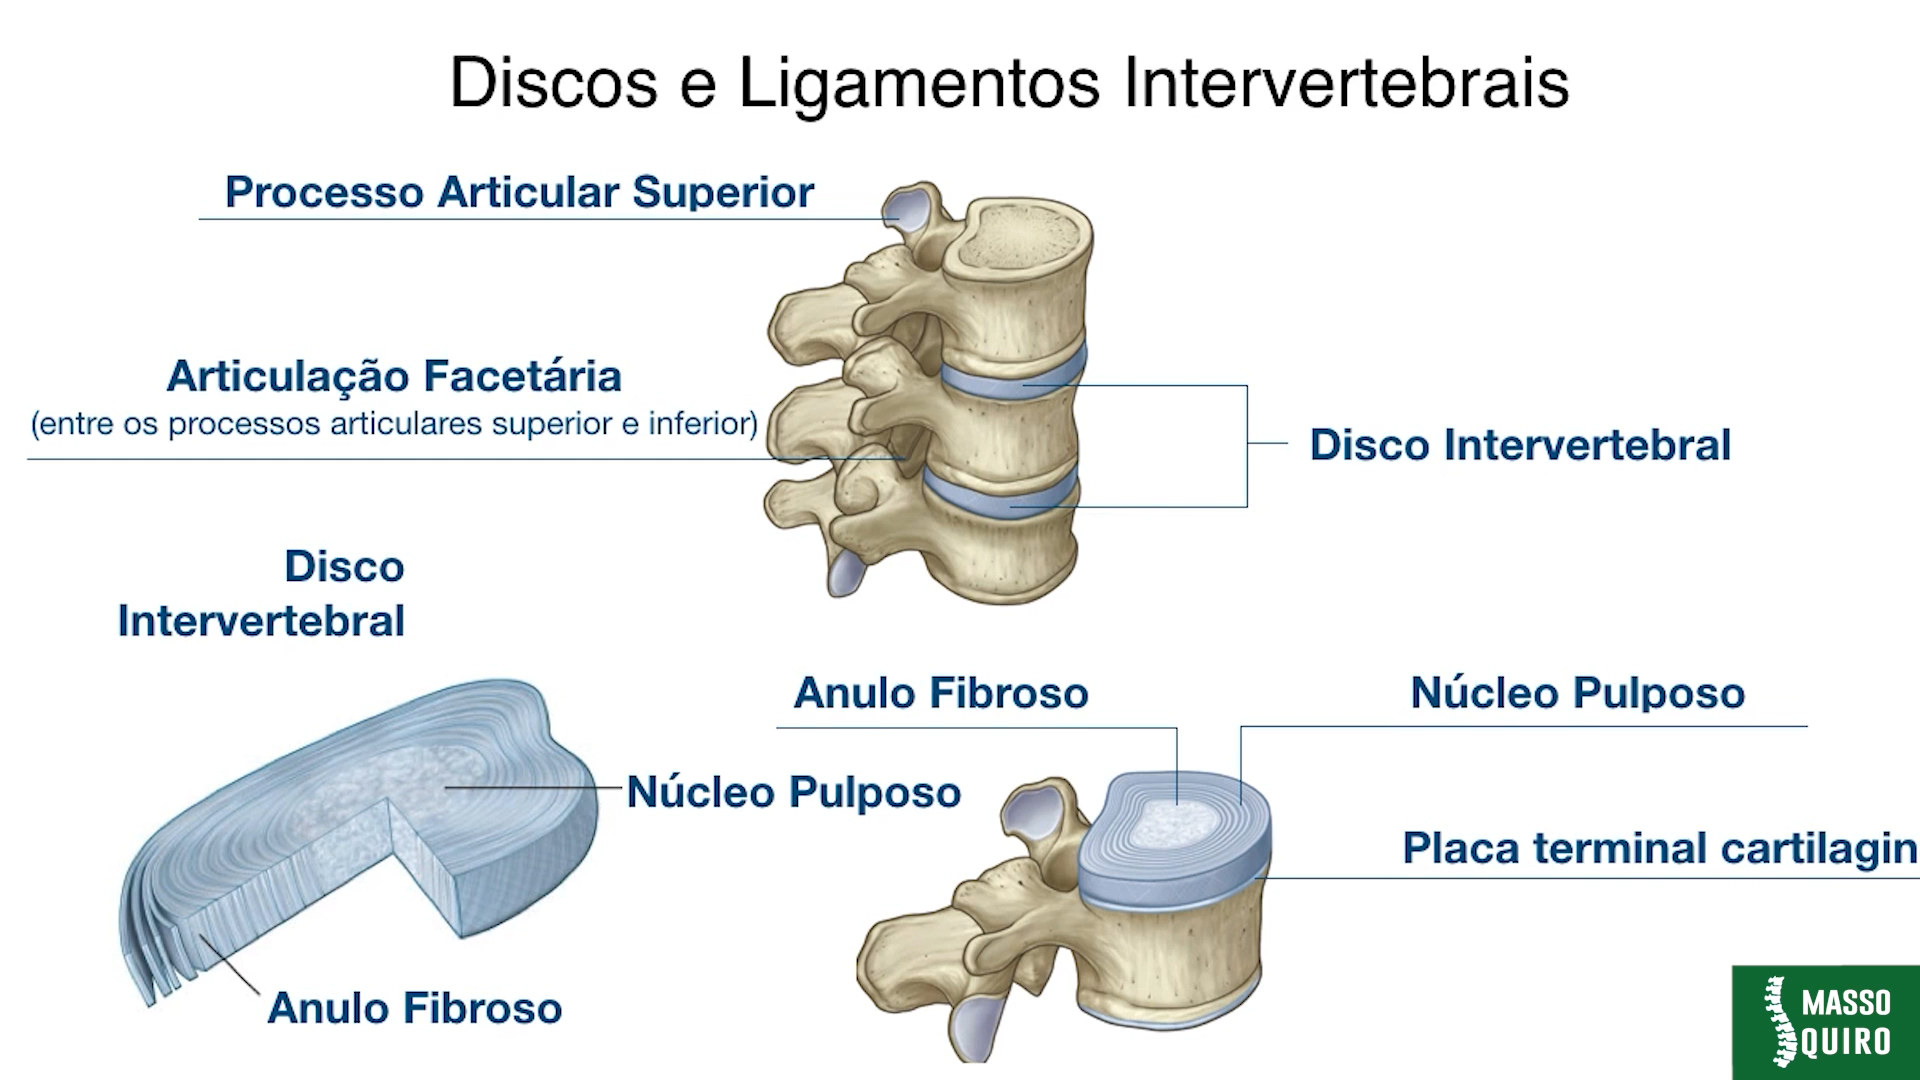 Discos e Ligamentos Intervertebrais
Processo Articular Superior
Articulação Facetária
(entre os processos articulares superior e inferior)
Disco Intervertebral
Disco
Intervertebral
Anulo Fibroso
Núcleo Pulposo
Núcleo Pulposo
Placa terminal cartilagin
Anulo Fibroso
MASSO
QUIRO